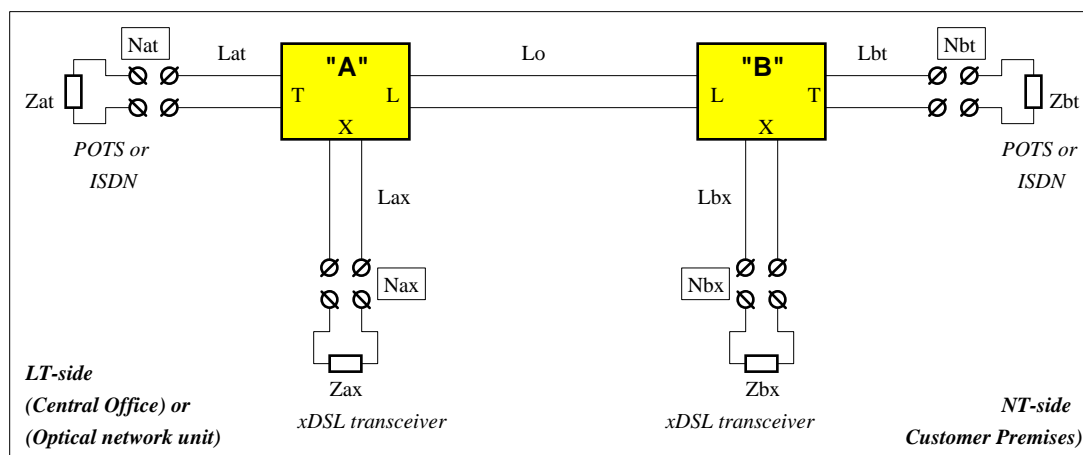 Nat
Lat
"A"
Lo
"B"
Lbt
Nbt
Zat
T
L
L
T
Zbt
X
X
POTS or
ISDN
POTS or
ISDN
Lax
Lbx
Nax
Nbx
LT-side
(Central Office) or
(Optical network unit)
Zax
xDSL transceiver
Zbx
xDSL transceiver
NT-side
Customer Premises)